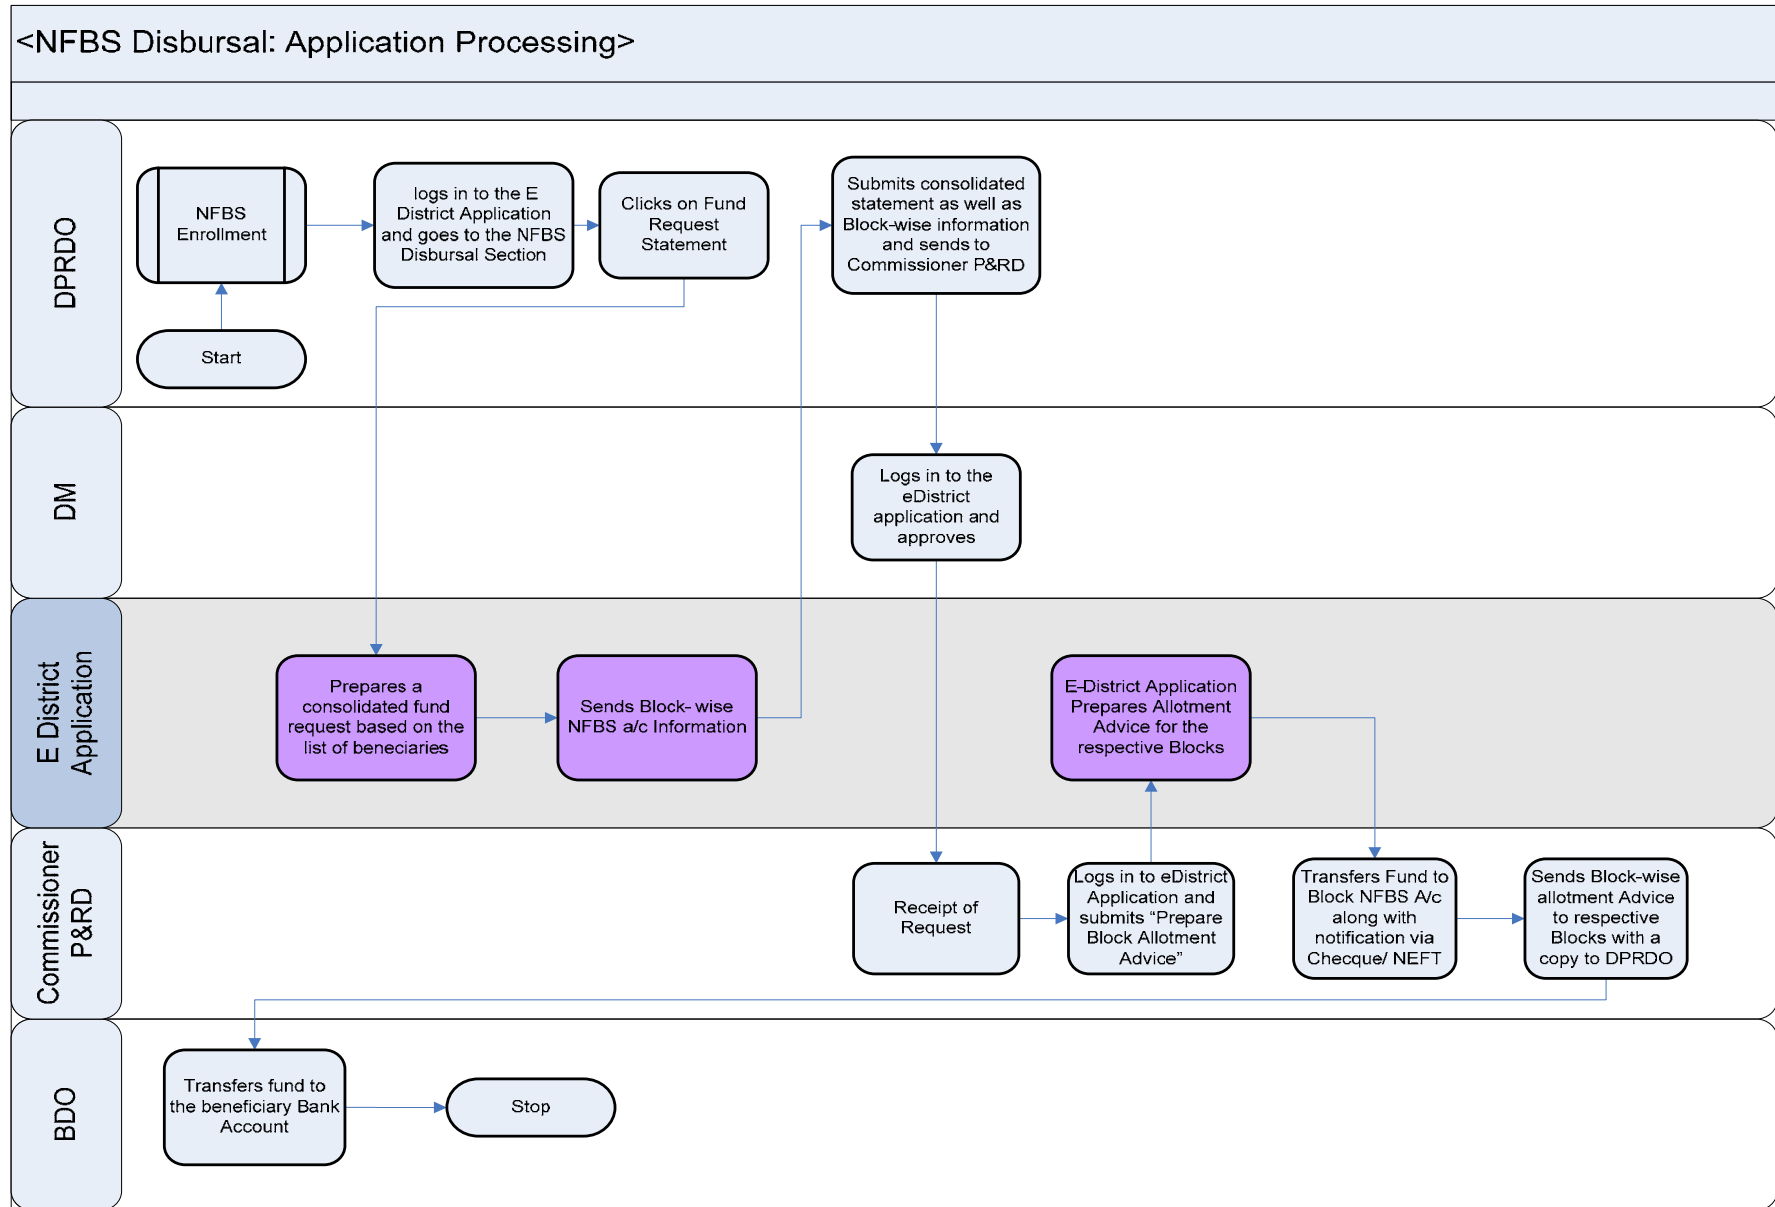 <NFBS Disbursal: Application Processing>
DPRDO
NFBS
Enrollment
Start
logs in to the E
District Application
and goes to the NFBS
Disbursal Section
Clicks on Fund
Request
Statement
Submits consolidated
statement as well as
Block-wise information
and sends to
Commissioner P&RD
DM
Logs in to the
eDistrict
application and
approves
E District
Application
Prepares a
consolidated fund
request based on the
list of beneciaries
Sends Block- wise
NFBS a/c Information
E-District Application
Prepares Allotment
Advice for the
respective Blocks
Commissioner
P&RD
Receipt of
Request
Logs in to eDistrict
Application and
submits “Prepare
Block Allotment
Advice”
Transfers Fund to
Block NFBS A/c
along with
notification via
Checque/ NEFT
Sends Block-wise
allotment Advice
to respective
Blocks with a
copy to DPRDO
BDO
Transfers fund to
the beneficiary Bank
Account
Stop